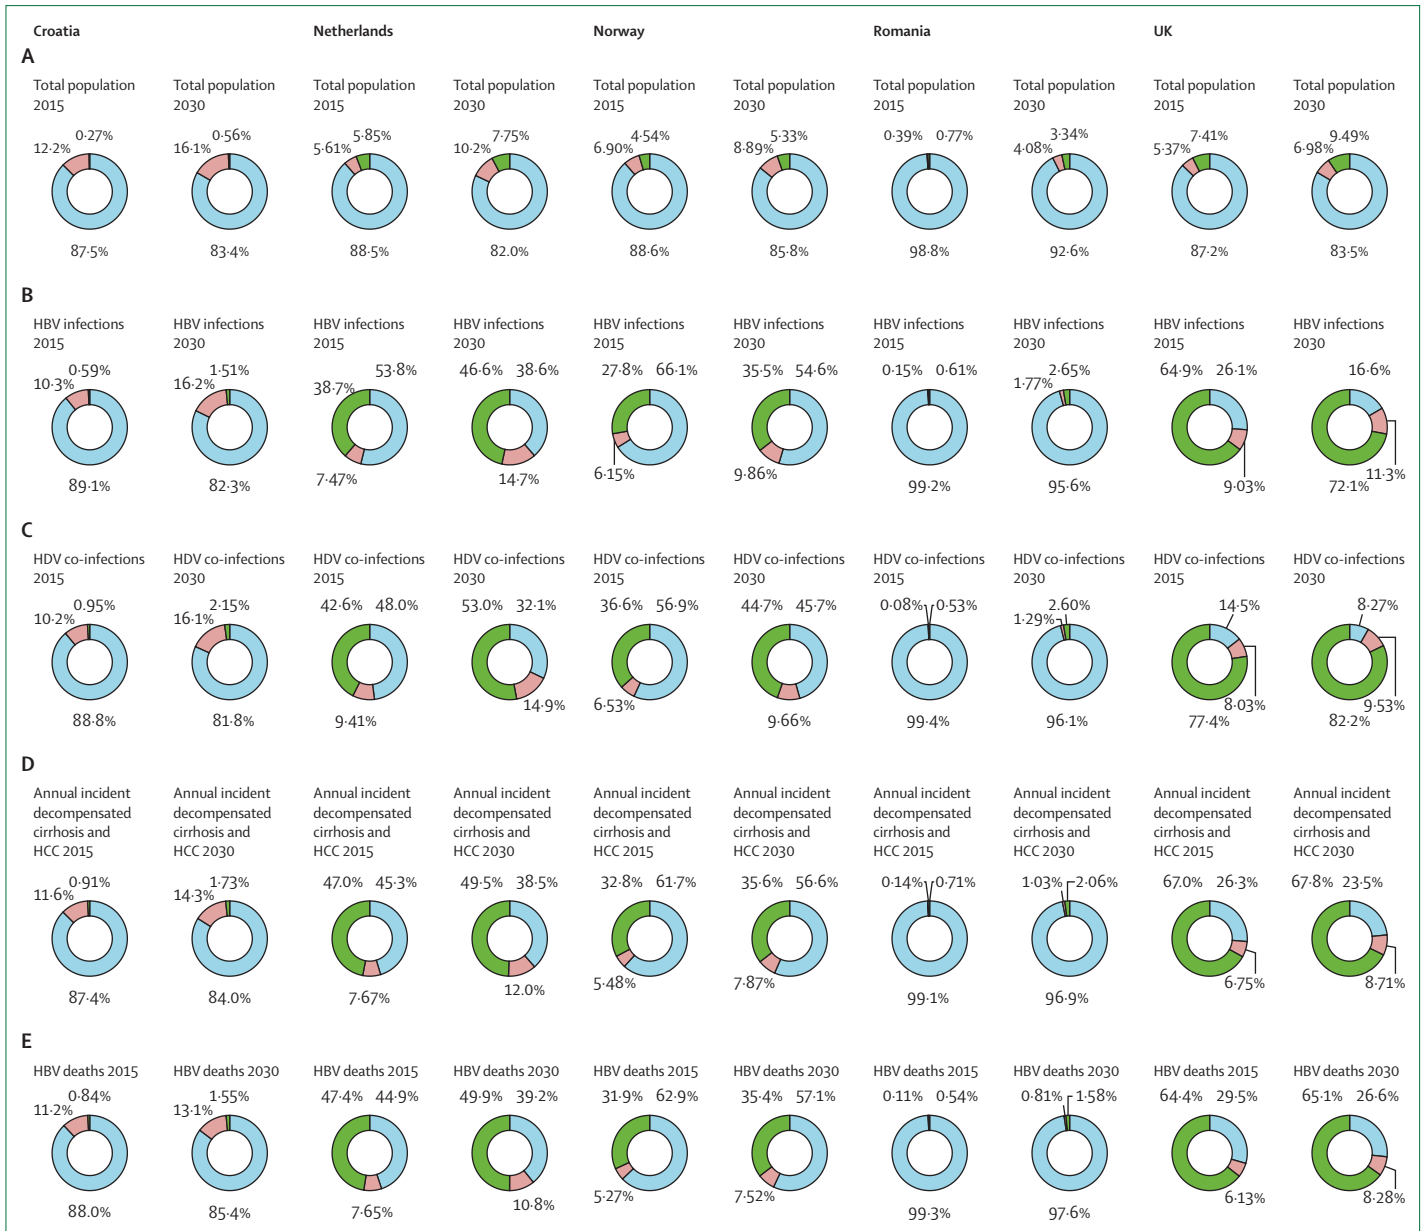 Croatia Netherlands Norway Romania UK
A
Total population 2015 Total population 2030 Total population 2015 Total population 2030 Total population 2015 Total population 2030 Total population 2015 Total population 2030 Total population 2015 Total population 2030
0·27% 0·56% 5·85% 7·75% 4·54% 5·33% 0·39% 0·77% 3·34% 7·41% 9·49%
12·2% 16·1% 5·61% 10·2% 6·90% 8·89% 4·08% 5·37% 6·98%
87·5% 83·4% 88·5% 82·0% 88·6% 85·8% 98·8% 92·6% 87·2% 83·5%
B
HBV infections 2015 HBV infections 2030 HBV infections 2015 HBV infections 2030 HBV infections 2015 HBV infections 2030 HBV infections 2015 HBV infections 2030 HBV infections 2015 HBV infections 2030
0·59% 1·51% 53·8% 46·6% 38·6% 27·8% 66·1% 35·5% 54·6% 0·15% 0·61% 2·65% 64·9% 26·1% 16·6%
10·3% 16·2% 38·7% 1·77%
7·47% 14·7% 6·15% 9·86% 11·3%
89·1% 82·3% 99·2% 95·6% 9·03% 72·1%
C
HDV co-infections 2015 HDV co-infections 2030 HDV co-infections 2015 HDV co-infections 2030 HDV co-infections 2015 HDV co-infections 2030 HDV co-infections 2015 HDV co-infections 2030 HDV co-infections 2015 HDV co-infections 2030
0·95% 2·15% 42·6% 48·0% 53·0% 32·1% 36·6% 56·9% 44·7% 45·7% 0·08% 0·53% 2·60% 14·5% 8·27%
10·2% 16·1% 1·29%
14·9% 6·53% 8·03% 9·53%
88·8% 81·8% 9·41% 9·66% 99·4% 96·1% 77·4% 82·2%
D
Annual incident decompensated cirrhosis and HCC 2015 Annual incident decompensated cirrhosis and HCC 2030 Annual incident decompensated cirrhosis and HCC 2015 Annual incident decompensated cirrhosis and HCC 2030 Annual incident decompensated cirrhosis and HCC 2015 Annual incident decompensated cirrhosis and HCC 2030 Annual incident decompensated cirrhosis and HCC 2015 Annual incident decompensated cirrhosis and HCC 2030 Annual incident decompensated cirrhosis and HCC 2015 Annual incident decompensated cirrhosis and HCC 2030
0·91% 1·73% 47·0% 45·3% 49·5% 38·5% 32·8% 61·7% 35·6% 56·6% 0·14% 0·71% 1·03% 2·06% 67·0% 26·3% 67·8% 23·5%
11·6% 14·3%
12·0% 5·48% 7·87% 6·75% 8·71%
87·4% 84·0% 7·67% 99·1% 96·9%
E
HBV deaths 2015 HBV deaths 2030 HBV deaths 2015 HBV deaths 2030 HBV deaths 2015 HBV deaths 2030 HBV deaths 2015 HBV deaths 2030 HBV deaths 2015 HBV deaths 2030
0·84% 1·55% 47·4% 44·9% 49·9% 39·2% 31·9% 62·9% 35·4% 57·1% 0·11% 0·54% 0·81% 1·58% 64·4% 29·5% 65·1% 26·6%
11·2% 13·1%
10·8% 5·27% 7·52% 6·13% 8·28%
88·0% 85·4% 7·65% 99·3% 97·6%